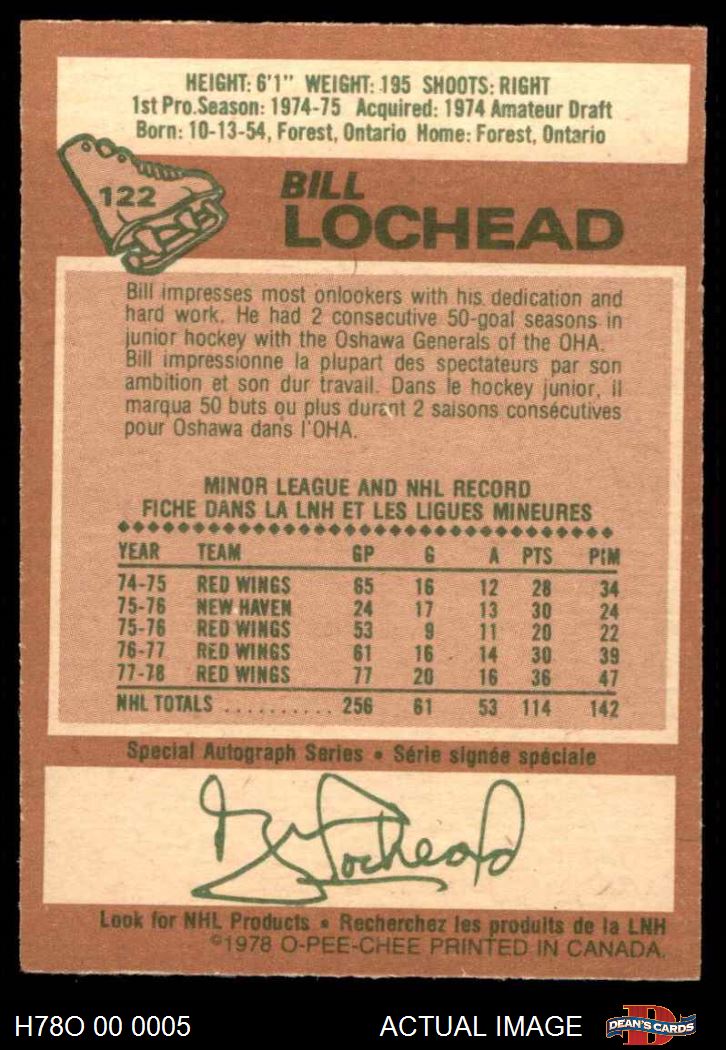 HEIGHT: 6'1" WEIGHT: 195 SHOOTS: RIGHT
1st Pro.Season: 1974-75 Acquired: 1974 Amateur Draft
Born: 10-13-54, Forest, Ontario Home: Forest, Ontario
122
BILL
LOCHEAD
Bill impresses most onlookers with his dedication and
hard work. He had 2 consecutive 50-goal seasons in
junior hockey with the Oshawa Generals of the OHA.
Bill impressionne la plupart des spectateurs par son
ambition et son dur travail. Dans le hockey junior, il
marqua 50 buts ou plus durant 2 saisons consécutives
pour Oshawa dans l'OHA.
MINOR LEAGUE AND NHL RECORD
FICHE DANS LA LNH ET LES LIGUES MINEURES
YEAR TEAM GP G A PTS PIM
74-75 RED WINGS 65 16 12 28 34
75-76 NEW HAVEN 24 17 13 30 24
75-76 RED WINGS 53 9 11 20 22
76-77 RED WINGS 61 16 14 30 39
77-78 RED WINGS 77 20 16 36 47
NHL TOTALS .......... 256 61 53 114 142
Special Autograph Series • Série signée spéciale
Bill Lochead
Look for NHL Products • Recherchez les produits de la LNH
©1978 O-PEE-CHEE PRINTED IN CANADA.
H78O 00 0005 ACTUAL IMAGE DEAN'S CARDS